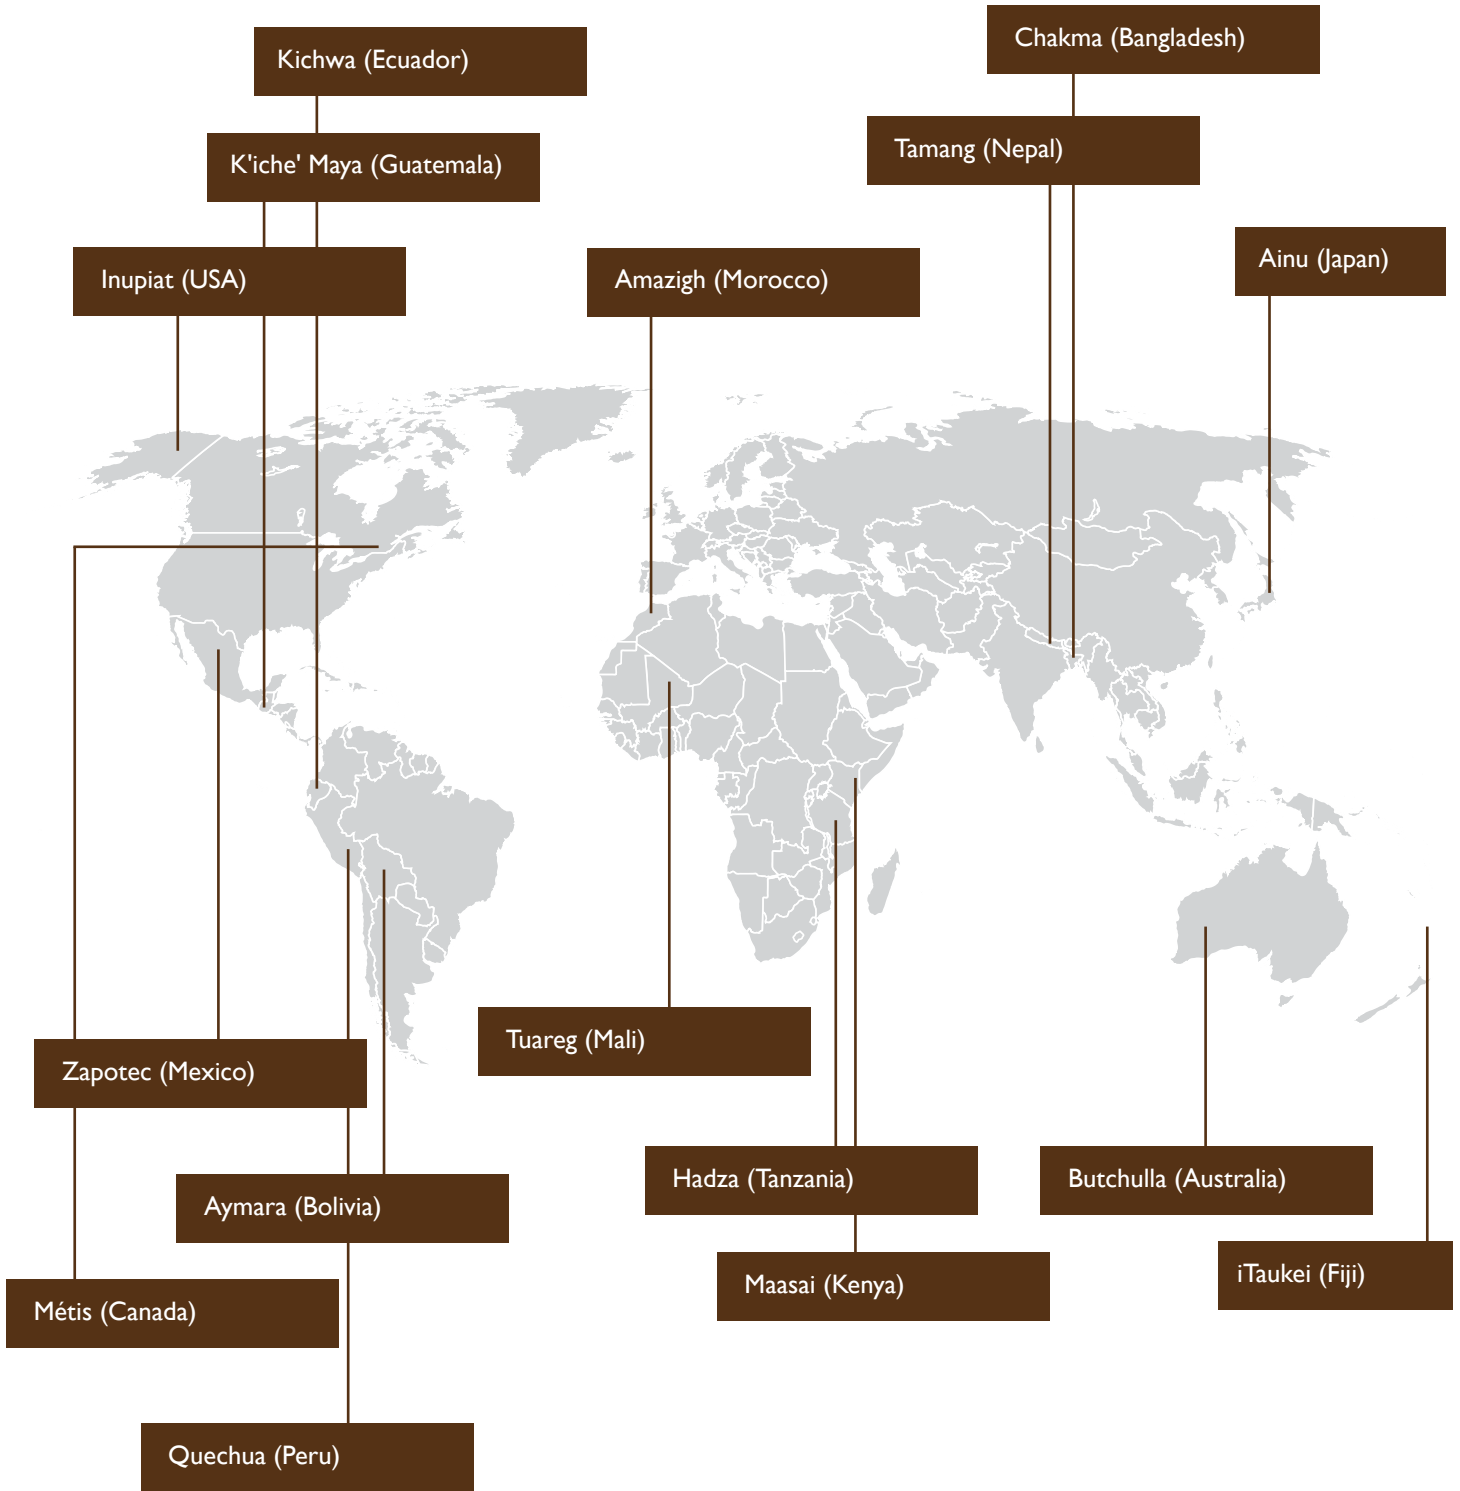 Kichwa (Ecuador)
Chakma (Bangladesh)
K'iche' Maya (Guatemala)
Tamang (Nepal)
Inupiat (USA)
Amazigh (Morocco)
Ainu (Japan)
Tuareg (Mali)
Zapotec (Mexico)
Hadza (Tanzania)
Butchulla (Australia)
Aymara (Bolivia)
Maasai (Kenya)
iTaukei (Fiji)
Métis (Canada)
Quechua (Peru)